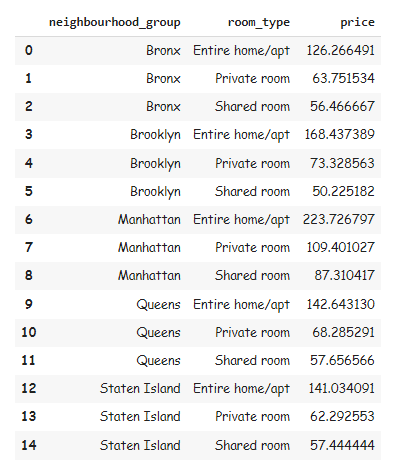 neighbourhood_group room_type price
0 Bronx Entire home/apt 126.266491
1 Bronx Private room 63.751534
2 Bronx Shared room 56.466667
3 Brooklyn Entire home/apt 168.437389
4 Brooklyn Private room 73.328563
5 Brooklyn Shared room 50.225182
6 Manhattan Entire home/apt 223.726797
7 Manhattan Private room 109.401027
8 Manhattan Shared room 87.310417
9 Queens Entire home/apt 142.643130
10 Queens Private room 68.285291
11 Queens Shared room 57.656566
12 Staten Island Entire home/apt 141.034091
13 Staten Island Private room 62.292553
14 Staten Island Shared room 57.444444